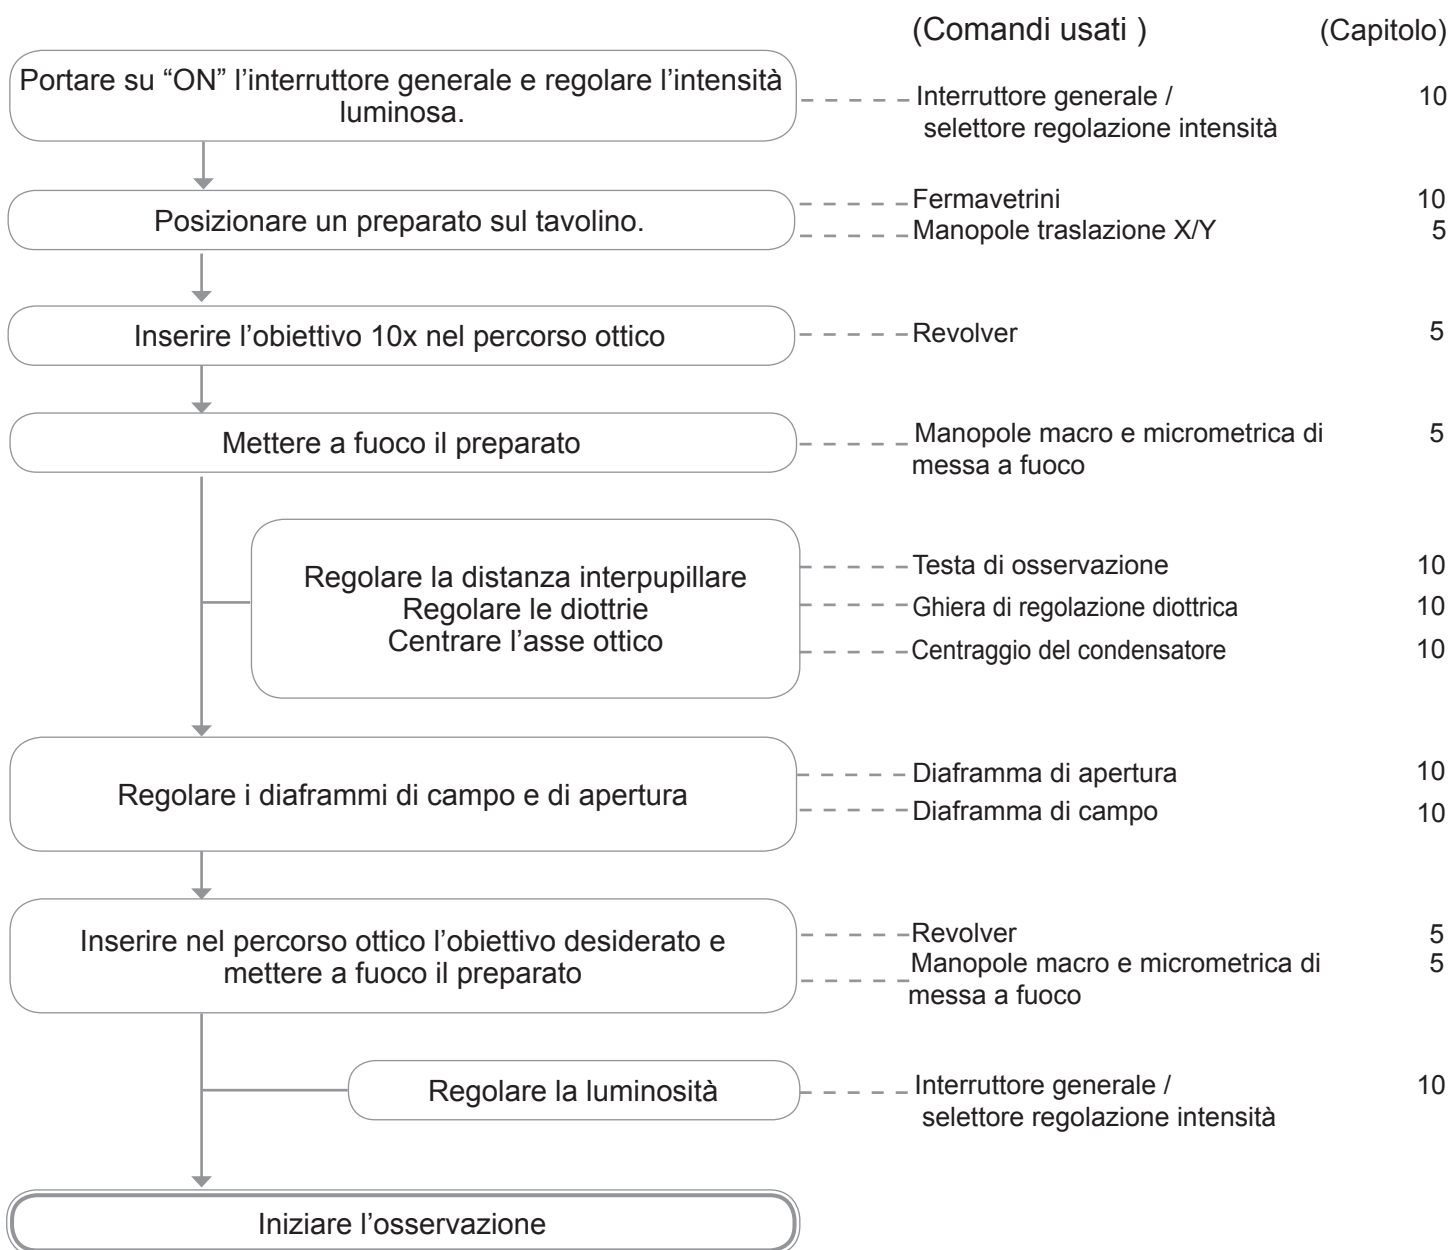 (Comandi usati ) (Capitolo)
Portare su “ON” l’interruttore generale e regolare l’intensità
luminosa.
Interruttore generale / 10
selettore regolazione intensità
Posizionare un preparato sul tavolino.
Fermavetrini 10
Manopole traslazione X/Y 5
Inserire l’obiettivo 10x nel percorso ottico
Revolver 5
Mettere a fuoco il preparato
Manopole macro e micrometrica di 5
messa a fuoco
Regolare la distanza interpupillare
Regolare le diottrie
Centrare l’asse ottico
Testa di osservazione 10
Ghiera di regolazione diottrica 10
Centraggio del condensatore 10
Regolare i diaframmi di campo e di apertura
Diaframma di apertura 10
Diaframma di campo 10
Inserire nel percorso ottico l’obiettivo desiderato e
mettere a fuoco il preparato
Revolver 5
Manopole macro e micrometrica di 5
messa a fuoco
Regolare la luminosità
Interruttore generale / 10
selettore regolazione intensità
Iniziare l’osservazione